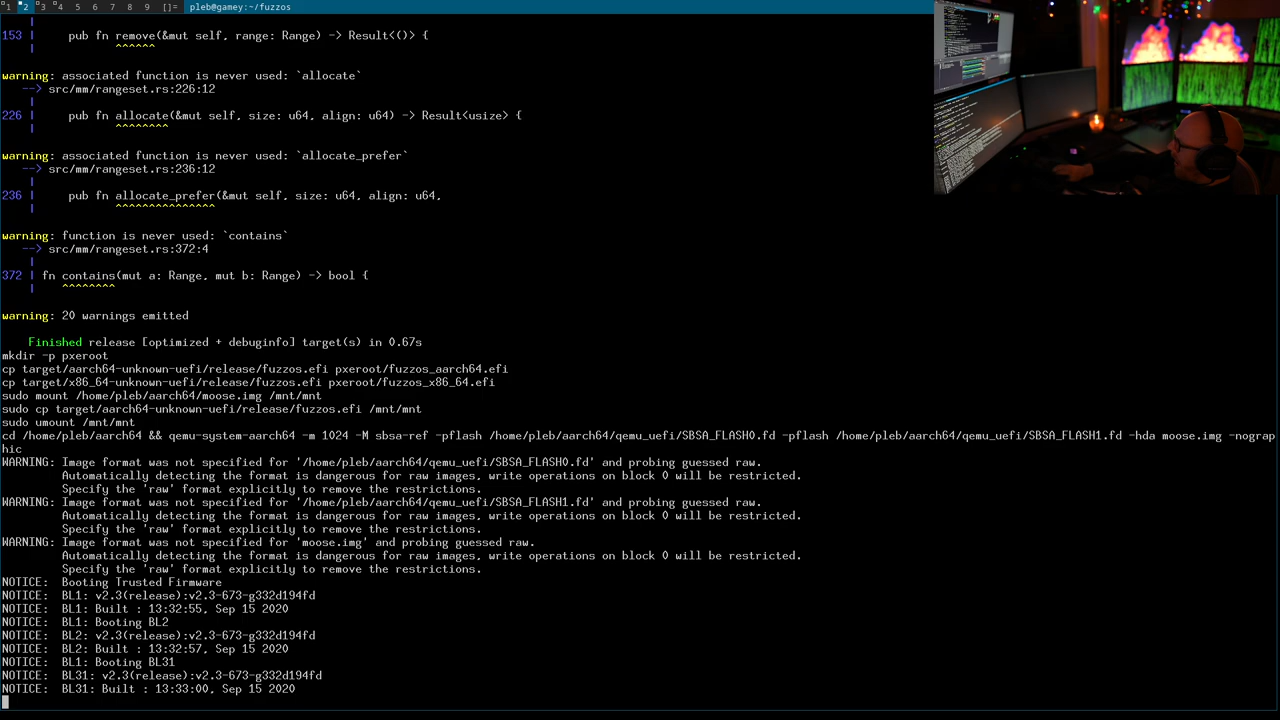 1 2 3 4 5 6 7 8 9 []= pleb@gamey:~/fuzzos
|
153 | pub fn remove(&mut self, range: Range) -> Result<()> {
| ^^^^^^
warning: associated function is never used: `allocate`
--> src/mm/rangeset.rs:226:12
|
226 | pub fn allocate(&mut self, size: u64, align: u64) -> Result<usize> {
| ^^^^^^^^
warning: associated function is never used: `allocate_prefer`
--> src/mm/rangeset.rs:236:12
|
236 | pub fn allocate_prefer(&mut self, size: u64, align: u64,
| ^^^^^^^^^^^^^^^
warning: function is never used: `contains`
--> src/mm/rangeset.rs:372:4
|
372 | fn contains(mut a: Range, mut b: Range) -> bool {
| ^^^^^^^^
warning: 20 warnings emitted
Finished release [optimized + debuginfo] target(s) in 0.67s
mkdir -p pxeroot
cp target/aarch64-unknown-uefi/release/fuzzos.efi pxeroot/fuzzos_aarch64.efi
cp target/x86_64-unknown-uefi/release/fuzzos.efi pxeroot/fuzzos_x86_64.efi
sudo mount /home/pleb/aarch64/moose.img /mnt/mnt
sudo cp target/aarch64-unknown-uefi/release/fuzzos.efi /mnt/mnt
sudo umount /mnt/mnt
cd /home/pleb/aarch64 && qemu-system-aarch64 -m 1024 -M sbsa-ref -pflash /home/pleb/aarch64/qemu_uefi/SBSA_FLASH0.fd -pflash /home/pleb/aarch64/qemu_uefi/SBSA_FLASH1.fd -hda moose.img -nograp
hic
WARNING: Image format was not specified for '/home/pleb/aarch64/qemu_uefi/SBSA_FLASH0.fd' and probing guessed raw.
Automatically detecting the format is dangerous for raw images, write operations on block 0 will be restricted.
Specify the 'raw' format explicitly to remove the restrictions.
WARNING: Image format was not specified for '/home/pleb/aarch64/qemu_uefi/SBSA_FLASH1.fd' and probing guessed raw.
Automatically detecting the format is dangerous for raw images, write operations on block 0 will be restricted.
Specify the 'raw' format explicitly to remove the restrictions.
WARNING: Image format was not specified for 'moose.img' and probing guessed raw.
Automatically detecting the format is dangerous for raw images, write operations on block 0 will be restricted.
Specify the 'raw' format explicitly to remove the restrictions.
NOTICE: Booting Trusted Firmware
NOTICE: BL1: v2.3(release):v2.3-673-g332d194fd
NOTICE: BL1: Built : 13:32:55, Sep 15 2020
NOTICE: BL1: Booting BL2
NOTICE: BL2: v2.3(release):v2.3-673-g332d194fd
NOTICE: BL2: Built : 13:32:57, Sep 15 2020
NOTICE: BL1: Booting BL31
NOTICE: BL31: v2.3(release):v2.3-673-g332d194fd
NOTICE: BL31: Built : 13:33:00, Sep 15 2020